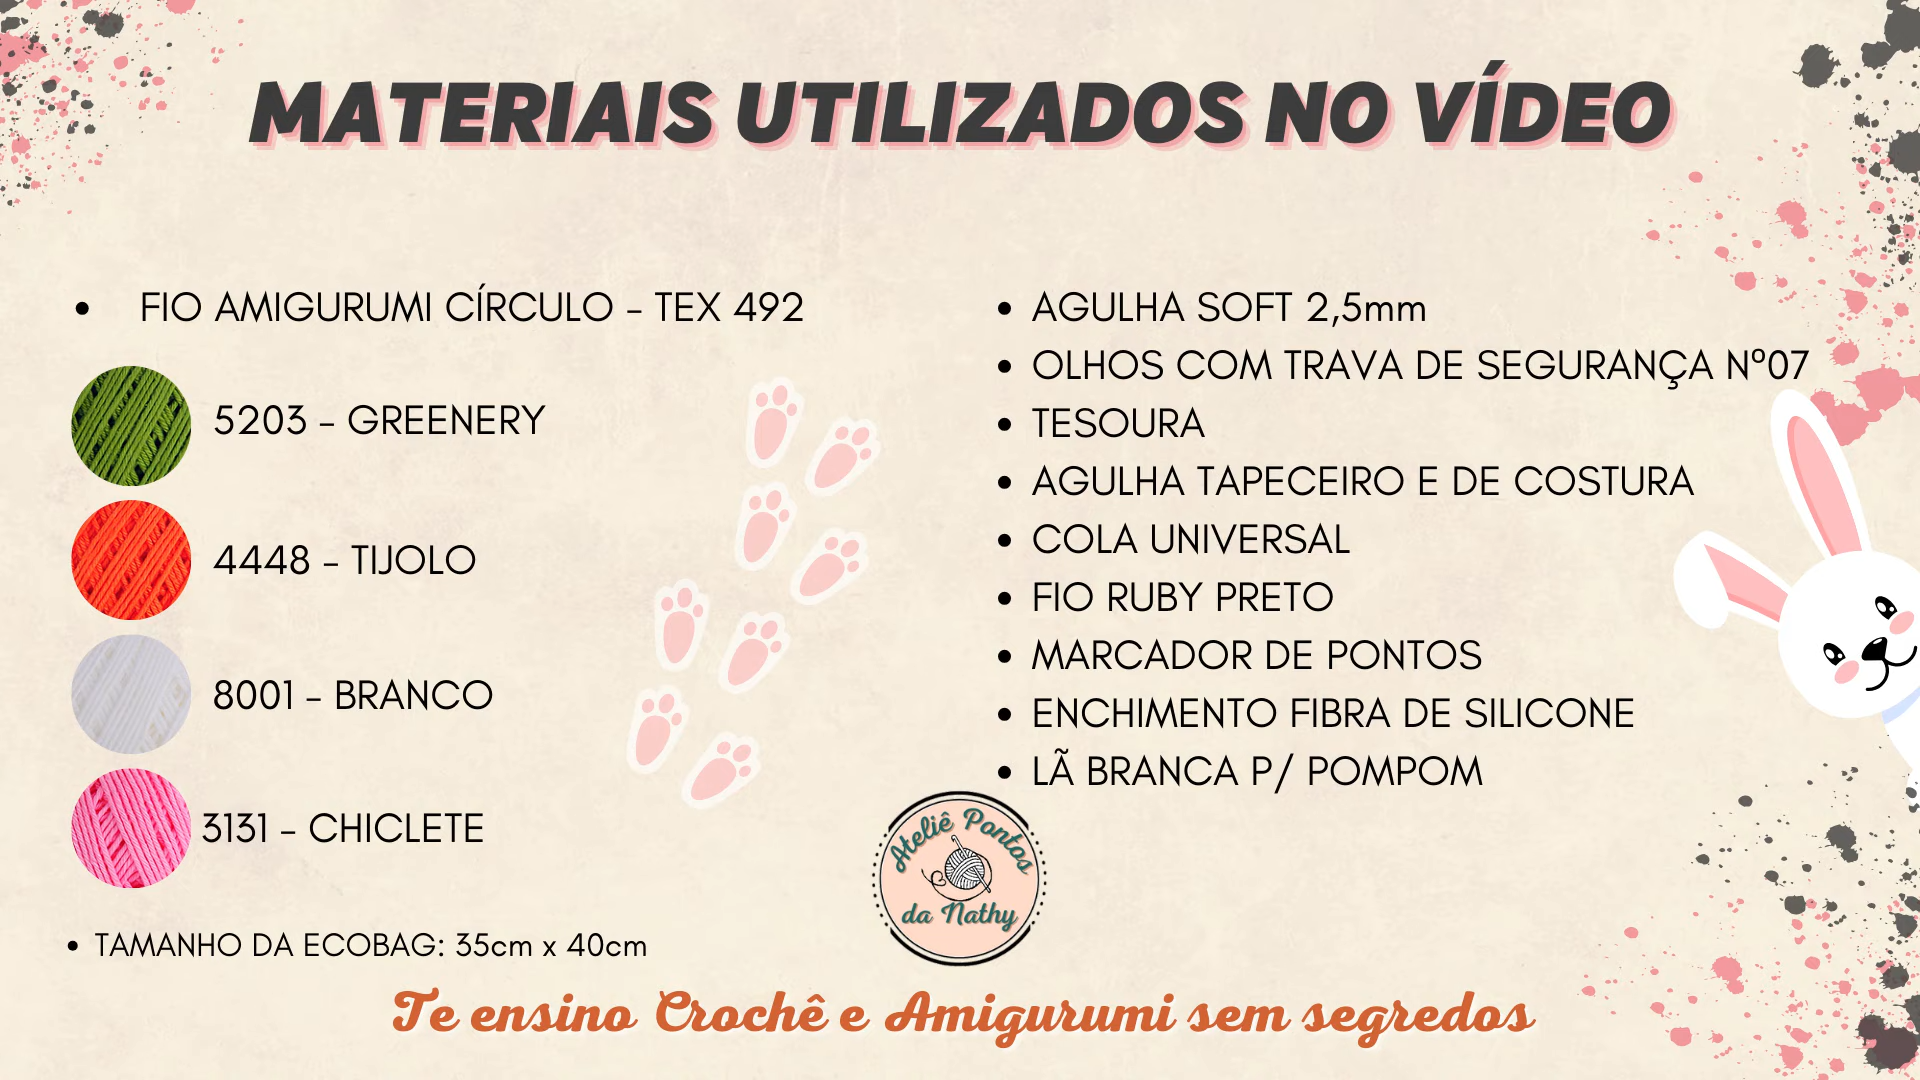 MATERIAIS UTILIZADOS NO VÍDEO
• FIO AMIGURUMI CÍRCULO - TEX 492
5203 - GREENERY
4448 - TIJOLO
8001 - BRANCO
3131 - CHICLETE
• TAMANHO DA ECOBAG: 35cm x 40cm
• AGULHA SOFT 2,5mm
• OLHOS COM TRAVA DE SEGURANÇA Nº07
• TESOURA
• AGULHA TAPECEIRO E DE COSTURA
• COLA UNIVERSAL
• FIO RUBY PRETO
• MARCADOR DE PONTOS
• ENCHIMENTO FIBRA DE SILICONE
• LÃ BRANCA P/ POMPOM
Ateliê Pontos
da Nathy
Te ensino Crochê e Amigurumi sem segredos